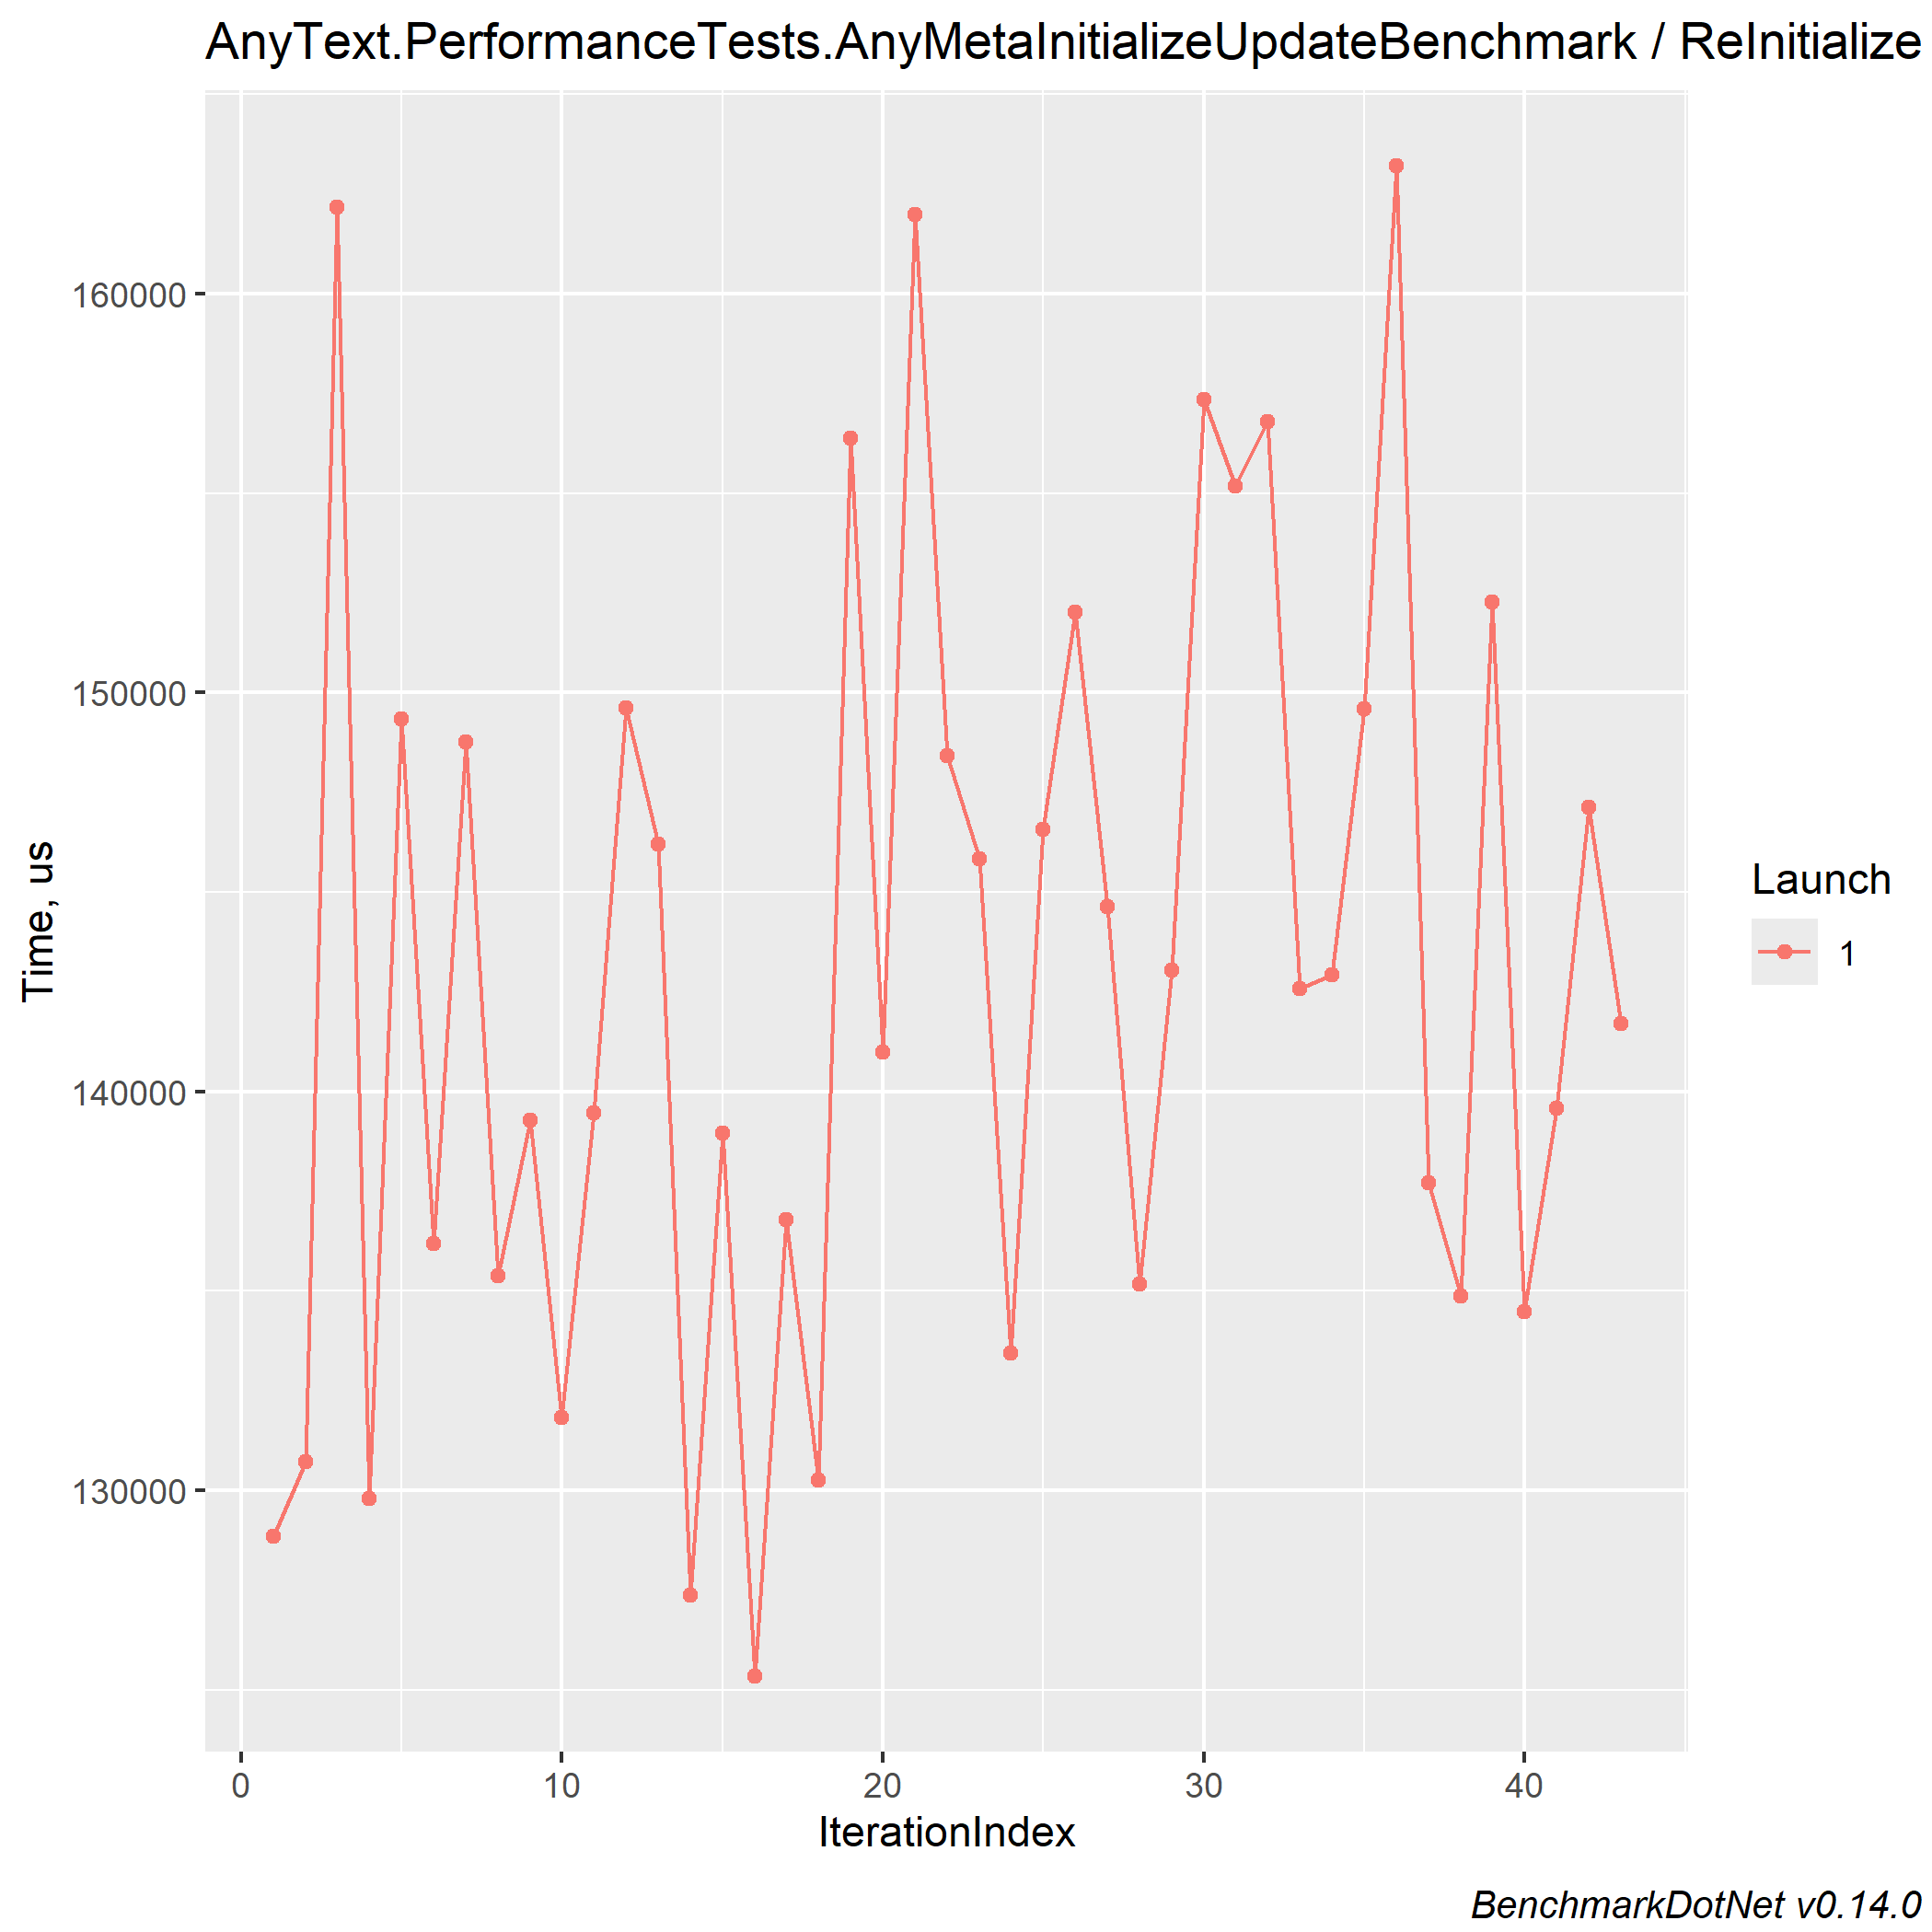 AnyText.PerformanceTests.AnyMetaInitializeUpdateBenchmark / ReInitialize
160000
150000
140000
130000
Time, us
0 10 20 30 40
IterationIndex
Launch
1
BenchmarkDotNet v0.14.0